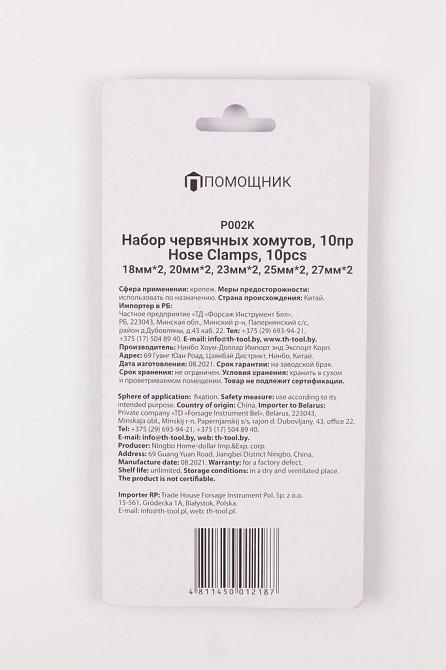 ПОМОЩНИК
P002K
Набор червячных хомутов, 10пр
Hose Clamps, 10pcs
18мм*2, 20мм*2, 23мм*2, 25мм*2, 27мм*2
Сфера применения: крепеж. Меры предосторожности:
использовать по назначению. Страна происхождения: Китай.
Импортер в РБ:
Частное предприятие «ТД «Форсаж Инструмент Бел».
РБ, 223043, Минская обл., Минский р-н, Папернянский с/с,
район д.Дубовляны, д.43 каб. 22. Тел: +375 (29) 693-94-21,
+375 (17) 504 89 40. E-mail: info@th-tool.by, www.th-tool.by.
Производитель: Нинбо Хоум-Доллар Импорт энд Экспорт Корп.
Адрес: 69 Гуанг Юан Роад, Цзянбэй Дистрикт, Нинбо, Китай.
Дата изготовления: 08.2021. Срок гарантии: на заводской брак.
Срок хранения: не ограничен. Условия хранения: хранить в сухом
и проветриваемом помещении. Товар не подлежит сертификации.
Sphere of application: fixation. Safety measure: use according to its
intended purpose. Country of origin: China. Importer to Belarus:
Private company «TD «Forsage Instrument Bel». Belarus, 223043,
Minskaja obl., Minskij r-n, Papernjanskij s/s, rajon d. Dubovljany, 43, office 22.
Tel: +375 (29) 693-94-21, +375 (17) 504 89 40.
E-mail: info@th-tool.by, web: th-tool.by.
Producer: Ningbo Home-dollar Imp.&Exp. corp.
Address: 69 Guang Yuan Road, Jiangbei District Ningbo, China.
Manufacture date: 08.2021. Warranty: for a factory defect.
Shelf life: unlimited. Storage conditions: in a dry and ventilated place.
The product is not certifiable.
Importer RP: Trade House Forsage Instrument Pol. Sp. z o.o.
15-561, Gródecka 1A, Białystok, Polska.
E-mail: info@th-tool.pl, web: th-tool.pl.
4 811450 012187